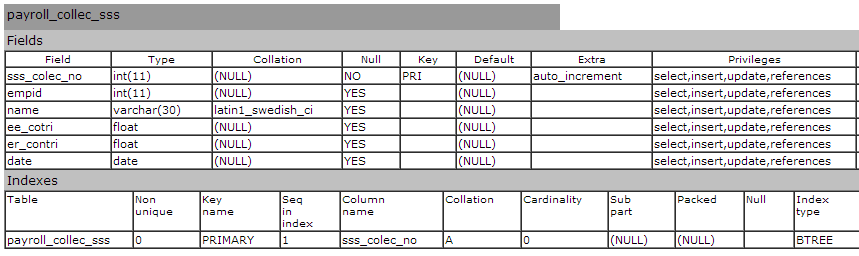 payroll_collec_sss
Fields
Field Type Collation Null Key Default Extra Privileges
sss_colec_no int(11) (NULL) NO PRI (NULL) auto_increment select,insert,update,references
empid int(11) (NULL) YES (NULL) select,insert,update,references
name varchar(30) latin1_swedish_ci YES (NULL) select,insert,update,references
ee_cotri float (NULL) YES (NULL) select,insert,update,references
er_contri float (NULL) YES (NULL) select,insert,update,references
date date (NULL) YES (NULL) select,insert,update,references
Indexes
Table Non unique Key name Seq in index Column name Collation Cardinality Sub part Packed Null Index type
payroll_collec_sss 0 PRIMARY 1 sss_colec_no A 0 (NULL) (NULL) BTREE